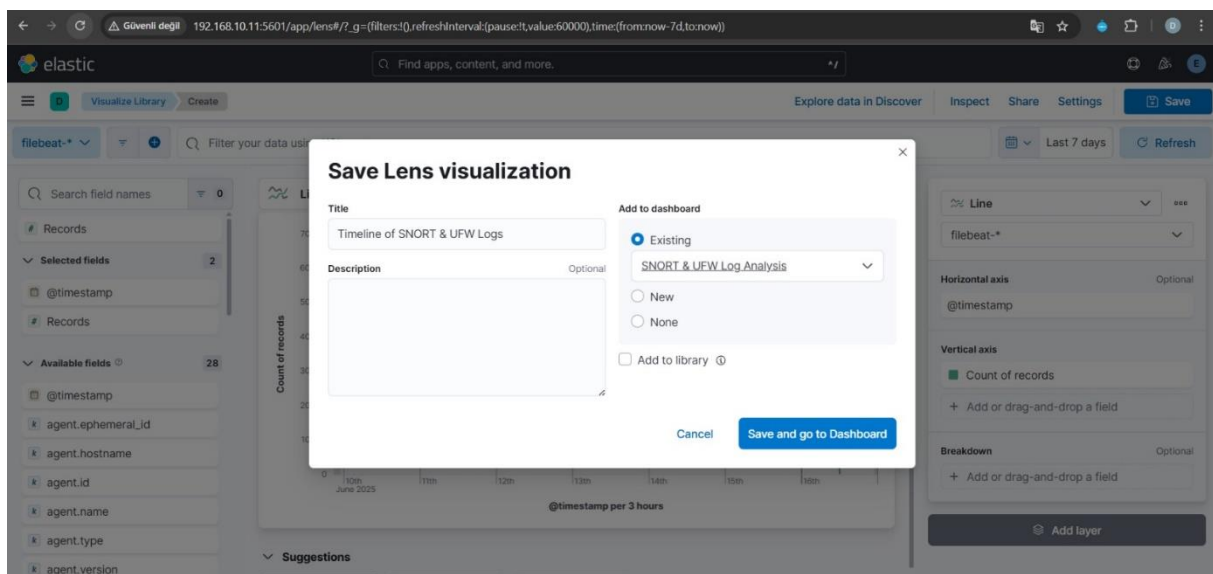 Güvenli değil 192.168.10.11:5601/app/lens#/?_g=(filters:!(),refreshInterval:(pause:!t,value:60000),time:(from:now-7d,to:now))
elastic
Find apps, content, and more.
^/
E
D
Visualize Library
Create
Explore data in Discover
Inspect
Share
Settings
Save
filebeat-*
Filter your data usin
Last 7 days
Refresh
Search field names
0
Records
Selected fields
2
@timestamp
Records
Available fields
28
@timestamp
agent.ephemeral_id
agent.hostname
agent.id
agent.name
agent.type
agent.version
Li
Count of records
0
10th
11th
12th
13th
14th
15th
16th
June 2025
@timestamp per 3 hours
Suggestions
Save Lens visualization
Title
Timeline of SNORT & UFW Logs
Description
Optional
Add to dashboard
Existing
SNORT & UFW Log Analysis
New
None
Add to library
Cancel
Save and go to Dashboard
Line
filebeat-*
Horizontal axis
Optional
@timestamp
Vertical axis
Count of records
+ Add or drag-and-drop a field
Breakdown
Optional
+ Add or drag-and-drop a field
Add layer